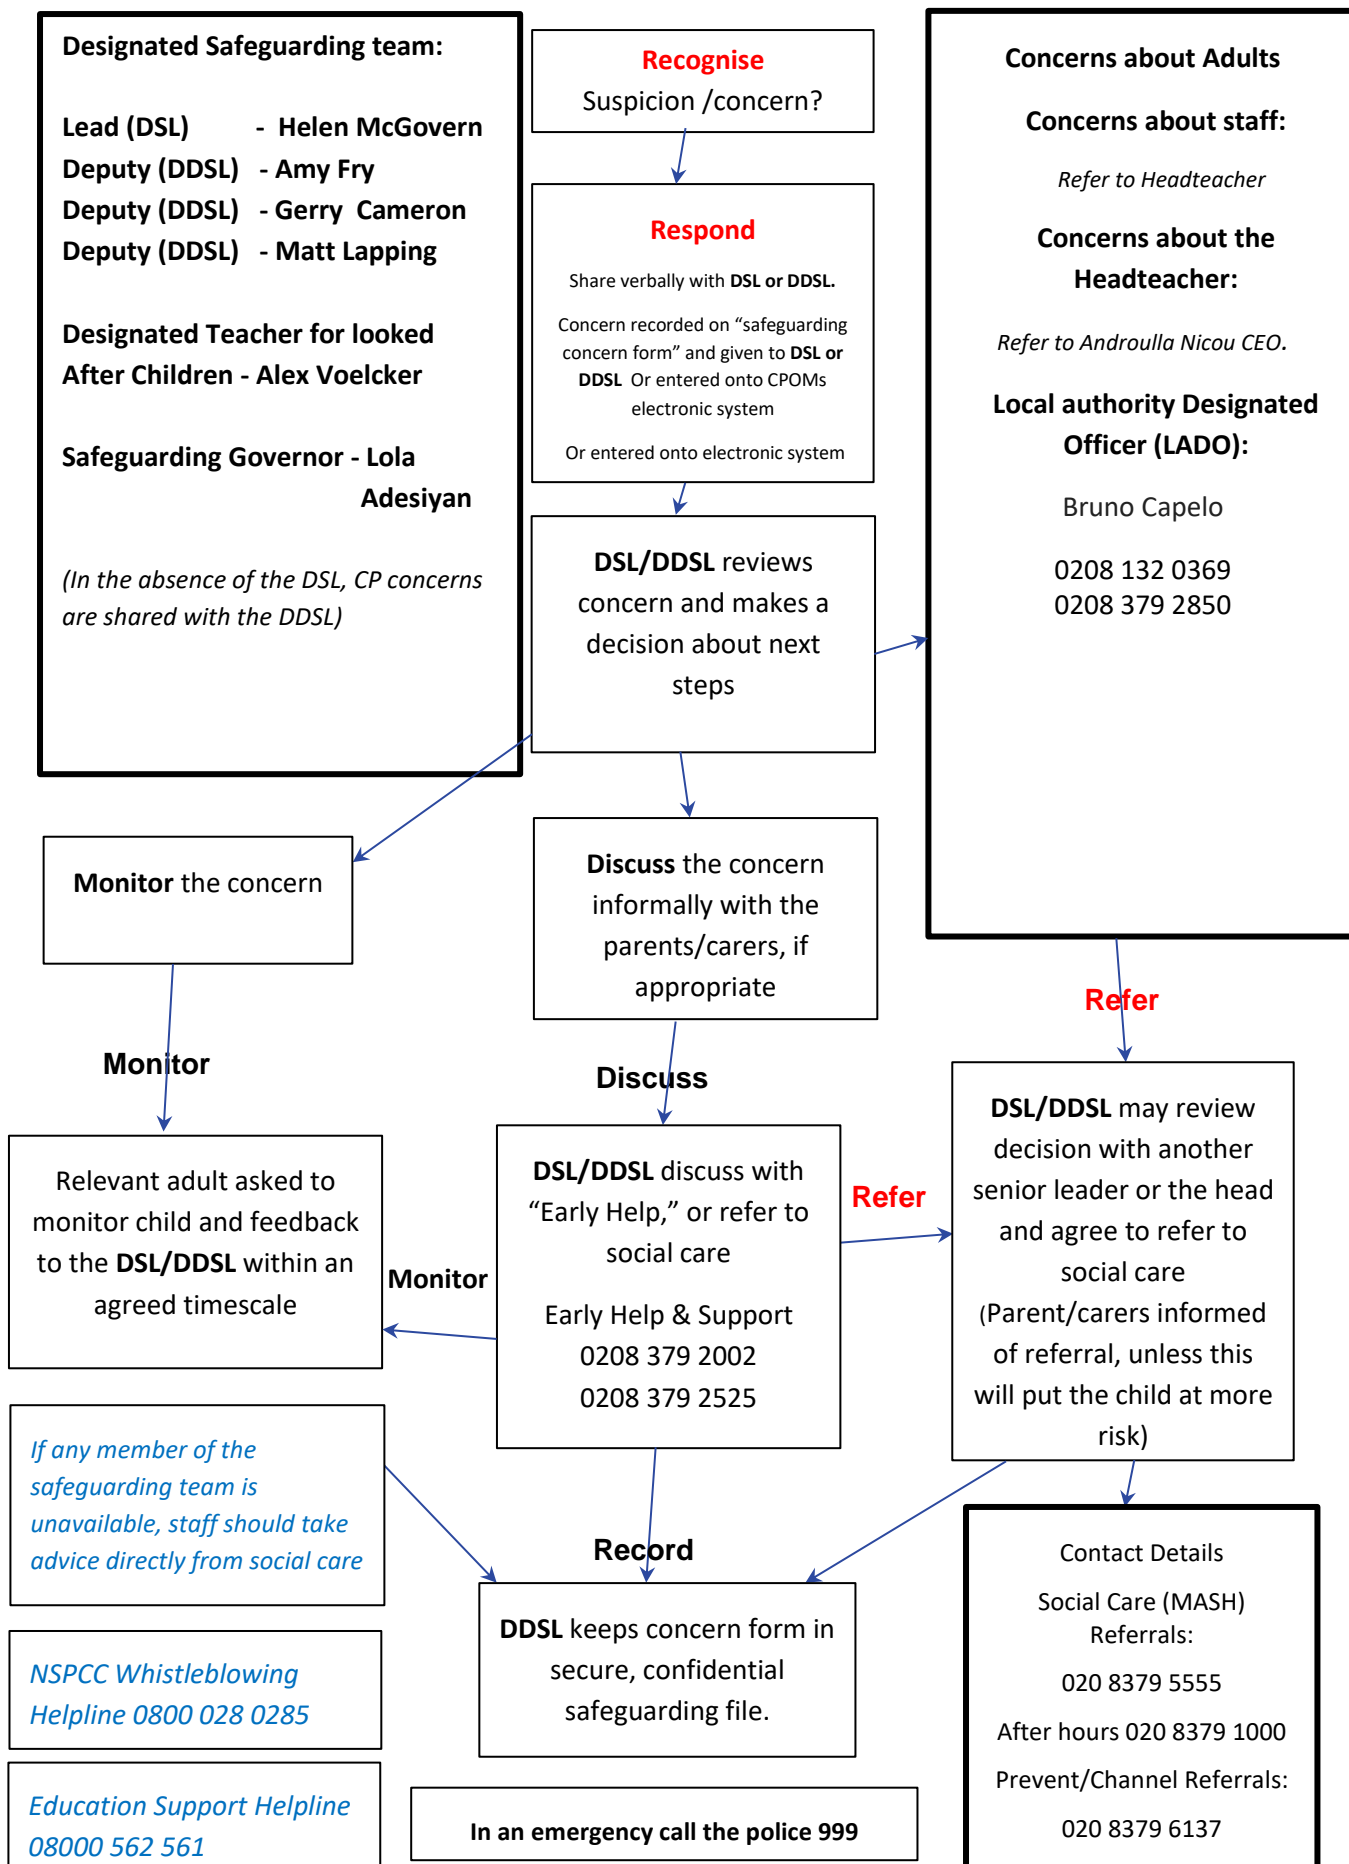 Designated Safeguarding team:
Lead (DSL) - Helen McGovern
Deputy (DDSL) - Amy Fry
Deputy (DDSL) - Gerry Cameron
Deputy (DDSL) - Matt Lapping
Designated Teacher for looked
After Children - Alex Voelcker
Safeguarding Governor - Lola
Adesiyan
(In the absence of the DSL, CP concerns
are shared with the DDSL)
Recognise
Suspicion /concern?
Respond
Share verbally with DSL or DDSL.
Concern recorded on “safeguarding
concern form” and given to DSL or
DDSL Or entered onto CPOMs
electronic system
Or entered onto electronic system
DSL/DDSL reviews
concern and makes a
decision about next
steps
Concerns about Adults
Concerns about staff:
Refer to Headteacher
Concerns about the
Headteacher:
Refer to Androulla Nicou CEO.
Local authority Designated
Officer (LADO):
Bruno Capelo
0208 132 0369
0208 379 2850
Monitor the concern
Discuss the concern
informally with the
parents/carers, if
appropriate
Refer
Monitor
Discuss
Relevant adult asked to
monitor child and feedback
to the DSL/DDSL within an
agreed timescale
Monitor
DSL/DDSL discuss with
“Early Help,” or refer to
social care
Early Help & Support
0208 379 2002
0208 379 2525
Refer
DSL/DDSL may review
decision with another
senior leader or the head
and agree to refer to
social care
(Parent/carers informed
of referral, unless this
will put the child at more
risk)
If any member of the
safeguarding team is
unavailable, staff should take
advice directly from social care
Record
DDSL keeps concern form in
secure, confidential
safeguarding file.
Contact Details
Social Care (MASH)
Referrals:
020 8379 5555
After hours 020 8379 1000
Prevent/Channel Referrals:
020 8379 6137
NSPCC Whistleblowing
Helpline 0800 028 0285
Education Support Helpline
08000 562 561
In an emergency call the police 999